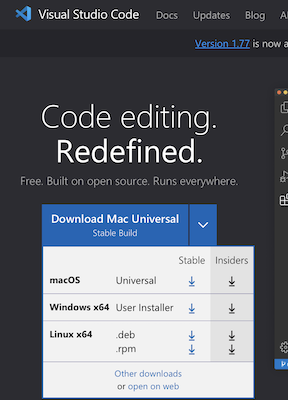 Visual Studio Code Docs Updates Blog
Version 1.77 is now a
Code editing.
Redefined.
Free. Built on open source. Runs everywhere.
Download Mac Universal
Stable Build
Stable Insiders
macOS Universal
Windows x64 User Installer
Linux x64 .deb
.rpm
Other downloads
or open on web